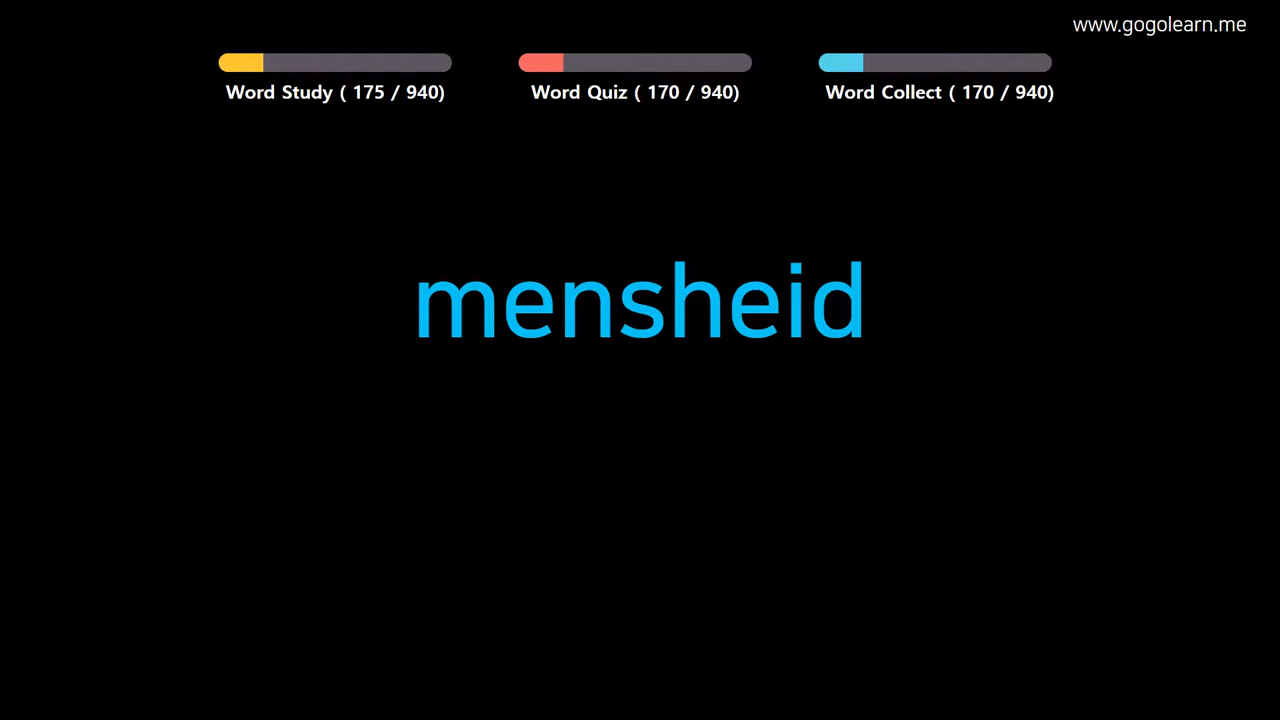 www.gogolearn.me
Word Study ( 175 / 940)
Word Quiz ( 170 / 940)
Word Collect ( 170 / 940)
mensheid